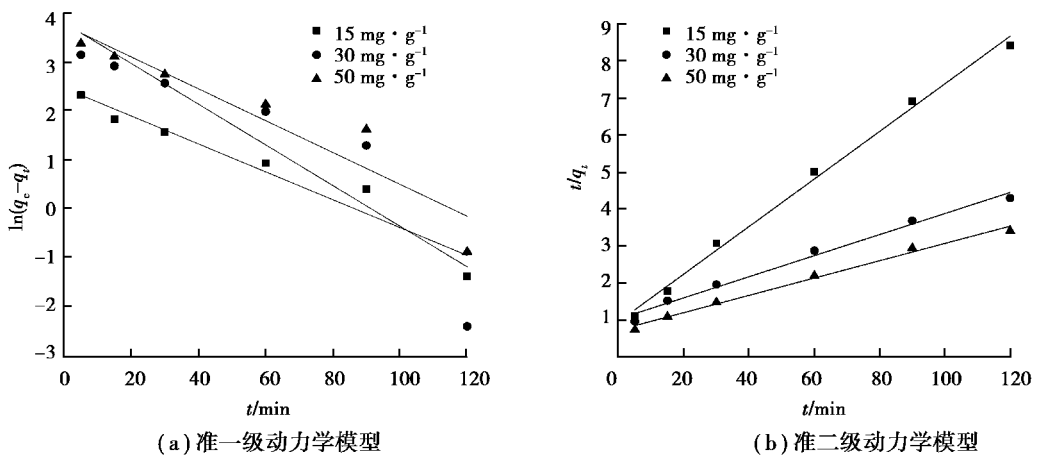 4
3
2
1
0
−1
−2
−3
ln(qₑ−qₜ)
■ 15 mg · g⁻¹
● 30 mg · g⁻¹
▲ 50 mg · g⁻¹
0 20 40 60 80 100 120
t/min
(a)准一级动力学模型
9
8
7
6
5
4
3
2
1
t/qₜ
■ 15 mg · g⁻¹
● 30 mg · g⁻¹
▲ 50 mg · g⁻¹
0 20 40 60 80 100 120
t/min
(b)准二级动力学模型